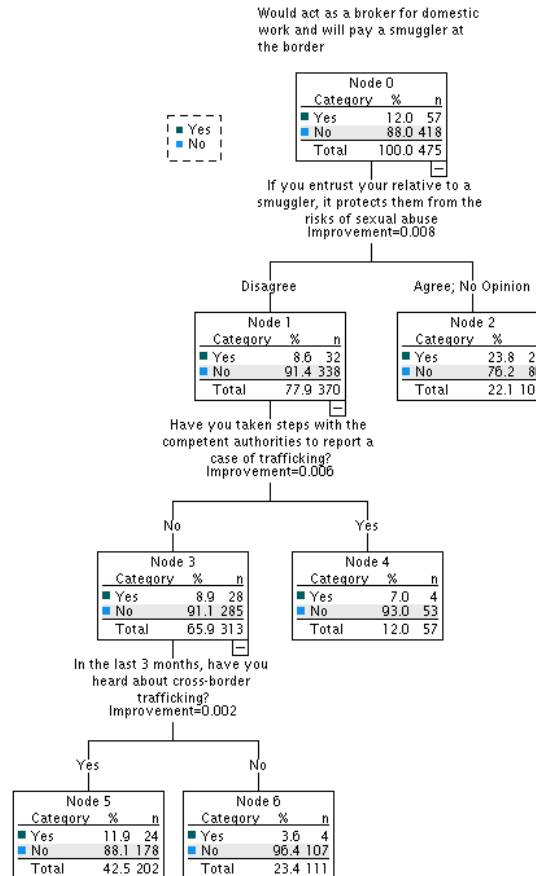 Would act as a broker for domestic
work and will pay a smuggler at
the border
Node 0
Category % n
Yes 12.0 57
No 88.0 418
Total 100.0 475
Yes
No
If you entrust your relative to a
smuggler, it protects them from the
risks of sexual abuse
Improvement=0.008
Disagree
Agree; No Opinion
Node 1
Category % n
Yes 8.6 32
No 91.4 338
Total 77.9 370
Node 2
Category %
Yes 23.8
No 76.2
Total 22.1
Have you taken steps with the
competent authorities to report a
case of trafficking?
Improvement=0.006
No
Yes
Node 3
Category % n
Yes 8.9 28
No 91.1 285
Total 65.9 313
Node 4
Category % n
Yes 7.0 4
No 93.0 53
Total 12.0 57
In the last 3 months, have you
heard about cross-border
trafficking?
Improvement=0.002
Yes
No
Node 5
Category % n
Yes 11.9 24
No 88.1 178
Total 42.5 202
Node 6
Category % n
Yes 3.6 4
No 96.4 107
Total 23.4 111